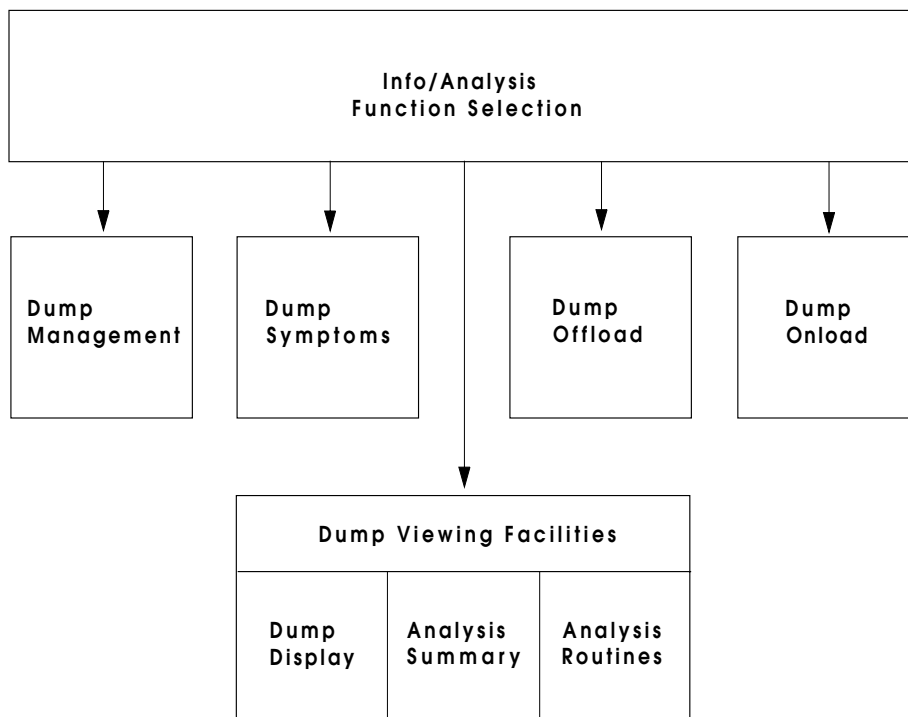 Info/Analysis
Function Selection
Dump
Management
Dump
Symptoms
Dump
Offload
Dump
Onload
Dump Viewing Facilities
Dump
Display
Analysis
Summary
Analysis
Routines